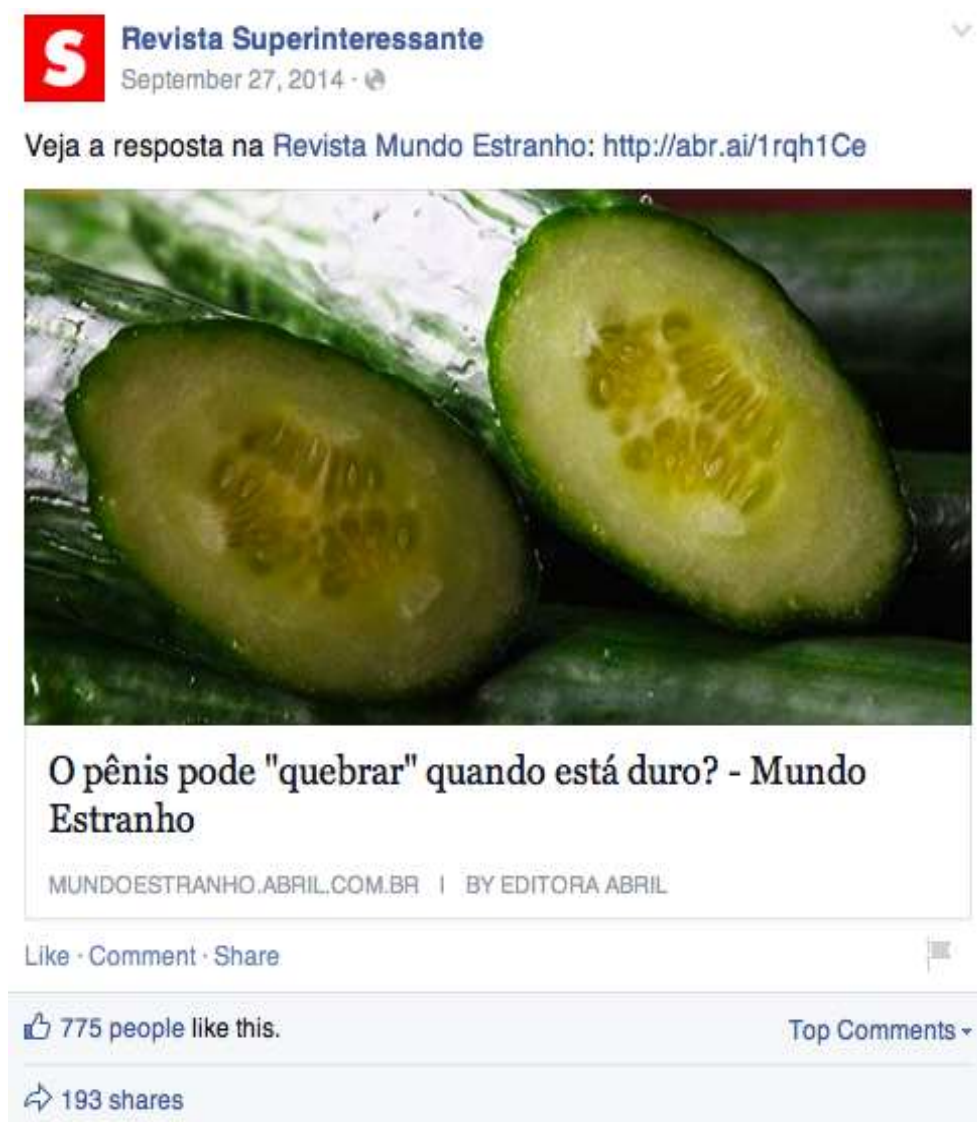 S
Revista Superinteressante
September 27, 2014 ·
Veja a resposta na Revista Mundo Estranho: http://abr.ai/1rqh1Ce
O pênis pode "quebrar" quando está duro? - Mundo
Estranho
MUNDOESTRANHO.ABRIL.COM.BR | BY EDITORA ABRIL
Like · Comment · Share
775 people like this.
Top Comments
193 shares